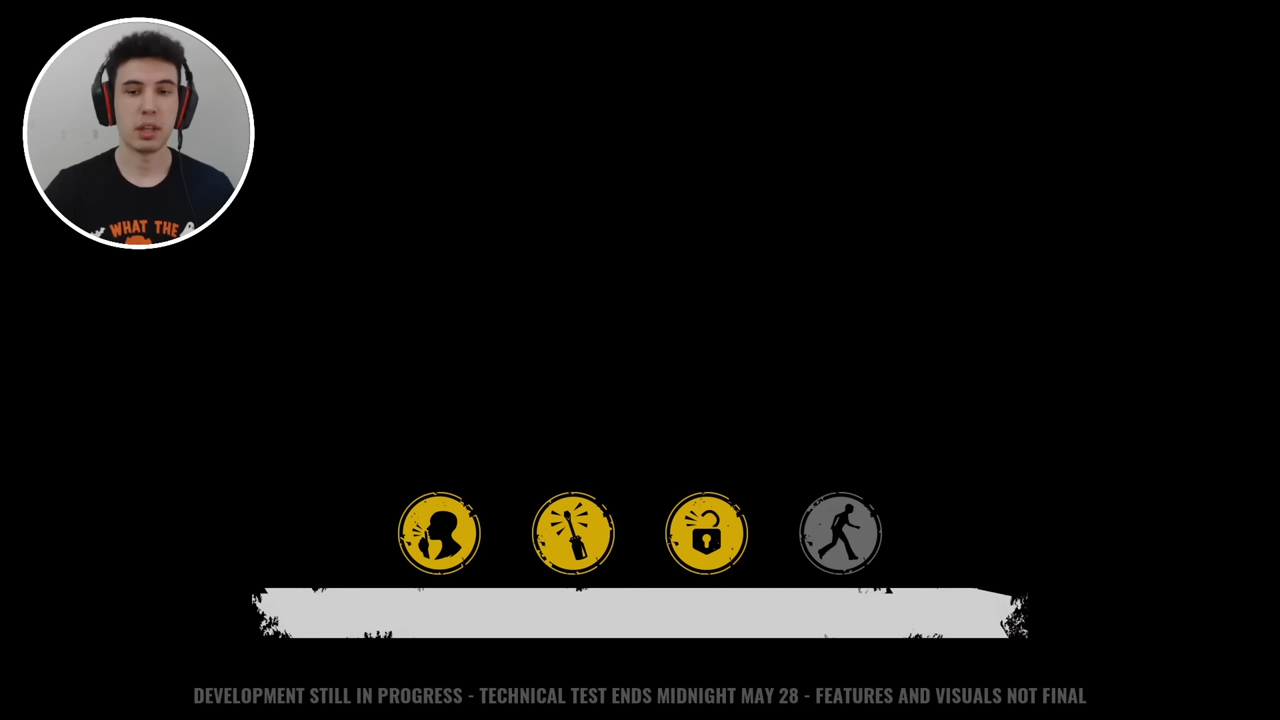 WHAT THE
DEVELOPMENT STILL IN PROGRESS - TECHNICAL TEST ENDS MIDNIGHT MAY 28 - FEATURES AND VISUALS NOT FINAL